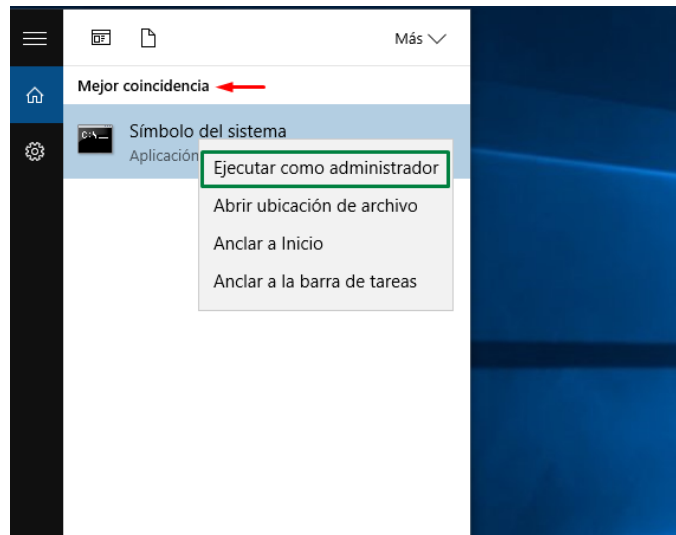 Más
Mejor coincidencia
Símbolo del sistema
Aplicación
Ejecutar como administrador
Abrir ubicación de archivo
Anclar a Inicio
Anclar a la barra de tareas